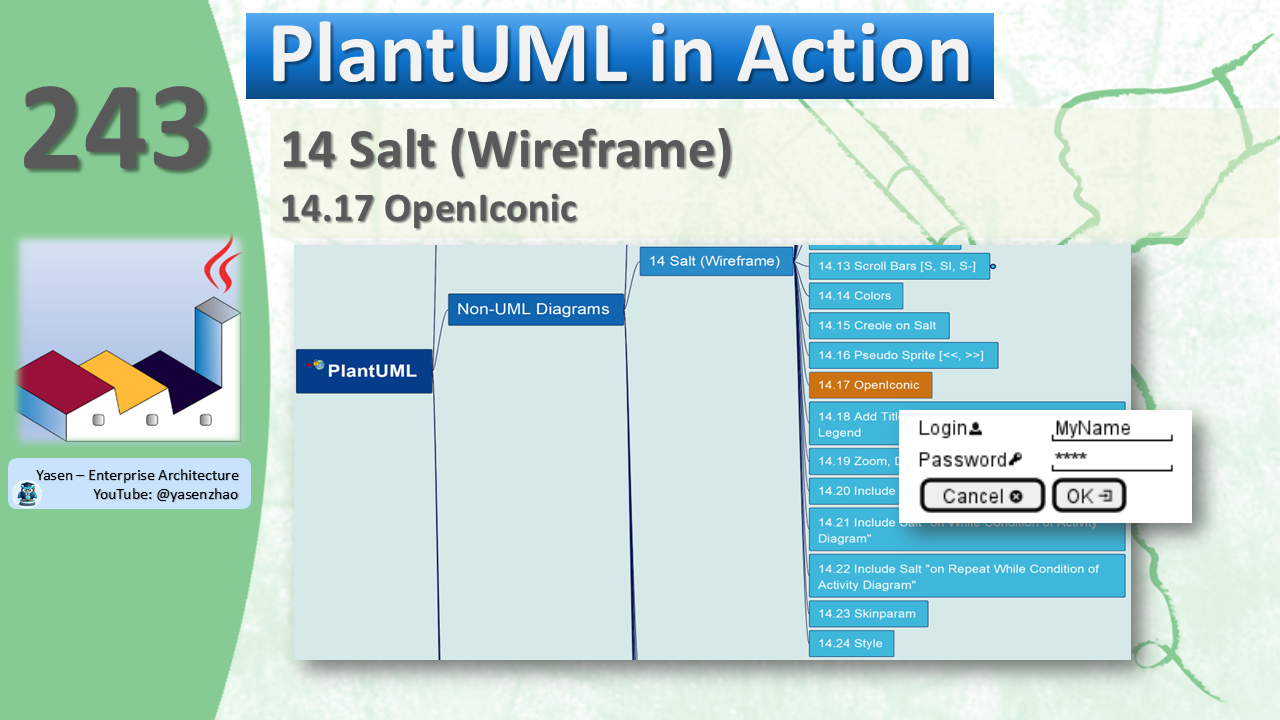 PlantUML in Action
243
14 Salt (Wireframe)
14.17 OpenIconic
Yasen – Enterprise Architecture
YouTube: @yasenzhao
PlantUML
Non-UML Diagrams
14 Salt (Wireframe)
14.13 Scroll Bars [S, SI, S-]
14.14 Colors
14.15 Creole on Salt
14.16 Pseudo Sprite [<<, >>]
14.17 OpenIconic
14.18 Add Titl
Legend
14.19 Zoom, D
14.20 Include
14.21 Include Salt "on While Condition of Activity
Diagram"
14.22 Include Salt "on Repeat While Condition of
Activity Diagram"
14.23 Skinparam
14.24 Style
Login MyName
Password ****
Cancel OK